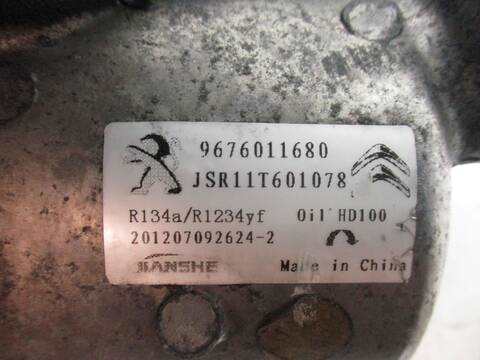 9676011680
JSR11T601078
R134a/R1234yf Oil HD100
201207092624-2
JIANSHE Made in China